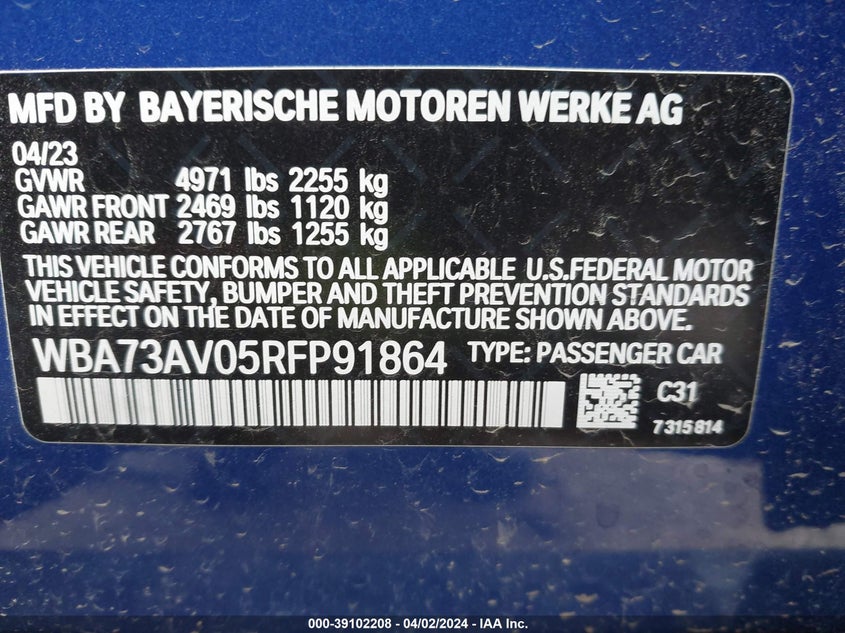 MFD BY BAYERISCHE MOTOREN WERKE AG
04/23
GVWR 4971 lbs 2255 kg
GAWR FRONT 2469 lbs 1120 kg
GAWR REAR 2767 lbs 1255 kg
THIS VEHICLE CONFORMS TO ALL APPLICABLE U.S.FEDERAL MOTOR
VEHICLE SAFETY, BUMPER AND THEFT PREVENTION STANDARDS
IN EFFECT ON THE DATE OF MANUFACTURE SHOWN ABOVE.
WBA73AV05RFP91864 TYPE: PASSENGER CAR
C31
7315814
000-39102208 - 04/02/2024 - IAA Inc.